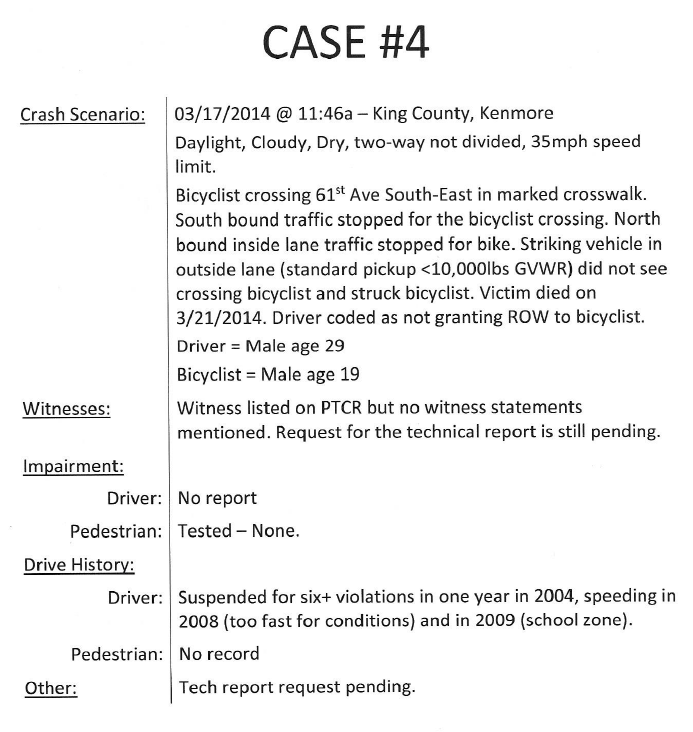 CASE #4
Crash Scenario: 03/17/2014 @ 11:46a – King County, Kenmore
Daylight, Cloudy, Dry, two-way not divided, 35mph speed
limit.
Bicyclist crossing 61st Ave South-East in marked crosswalk.
South bound traffic stopped for the bicyclist crossing. North
bound inside lane traffic stopped for bike. Striking vehicle in
outside lane (standard pickup <10,000lbs GVWR) did not see
crossing bicyclist and struck bicyclist. Victim died on
3/21/2014. Driver coded as not granting ROW to bicyclist.
Driver = Male age 29
Bicyclist = Male age 19
Witnesses: Witness listed on PTCR but no witness statements
mentioned. Request for the technical report is still pending.
Impairment:
Driver: No report
Pedestrian: Tested – None.
Drive History:
Driver: Suspended for six+ violations in one year in 2004, speeding in
2008 (too fast for conditions) and in 2009 (school zone).
Pedestrian: No record
Other: Tech report request pending.